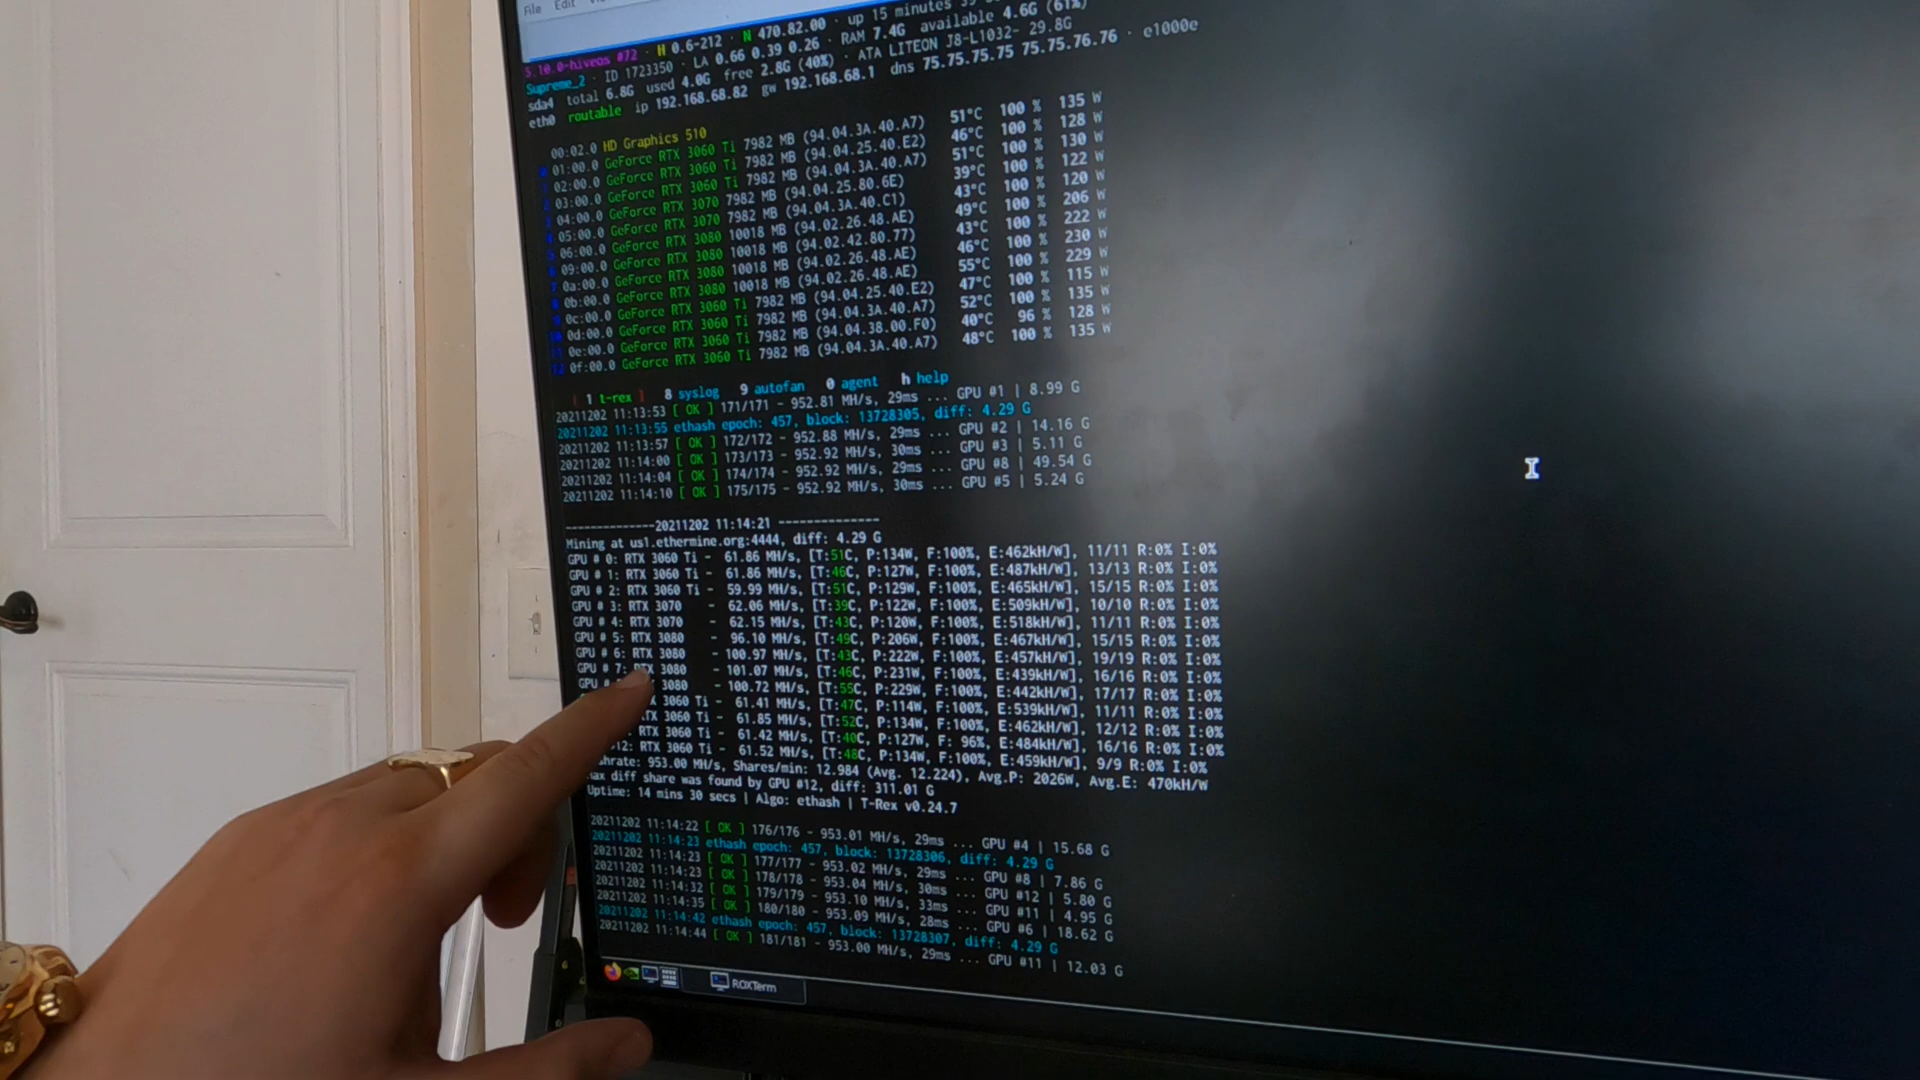 File Edit
5.10.0-hiveos #72 · H 0.6-212 · N 470.82.00 · up 15 minutes
Supreme_2 · ID 1723350 · LA 0.66 0.39 0.26 · RAM 7.4G available 4.6G (61%)
sda4 total 6.8G used 4.0G free 2.8G (40%) · ATA LITEON J8-L1032- 29.8G
eth0 routable ip 192.168.68.82 gw 192.168.68.1 dns 75.75.75.75 75.75.76.76 · e1000e
00:02.0 HD Graphics 510
01:00.0 GeForce RTX 3060 Ti 7982 MB (94.04.3A.40.A7) 51°C 100 % 135 W
02:00.0 GeForce RTX 3060 Ti 7982 MB (94.04.25.40.E2) 46°C 100 % 128 W
03:00.0 GeForce RTX 3060 Ti 7982 MB (94.04.3A.40.A7) 51°C 100 % 130 W
04:00.0 GeForce RTX 3070 7982 MB (94.04.25.80.6E) 39°C 100 % 122 W
05:00.0 GeForce RTX 3070 7982 MB (94.04.3A.40.C1) 43°C 100 % 120 W
06:00.0 GeForce RTX 3080 10018 MB (94.02.26.48.AE) 49°C 100 % 206 W
09:00.0 GeForce RTX 3080 10018 MB (94.02.42.80.77) 43°C 100 % 222 W
0a:00.0 GeForce RTX 3080 10018 MB (94.02.26.48.AE) 46°C 100 % 230 W
0b:00.0 GeForce RTX 3080 10018 MB (94.02.26.48.AE) 55°C 100 % 229 W
0c:00.0 GeForce RTX 3060 Ti 7982 MB (94.04.25.40.E2) 47°C 100 % 115 W
0d:00.0 GeForce RTX 3060 Ti 7982 MB (94.04.3A.40.A7) 52°C 100 % 135 W
0e:00.0 GeForce RTX 3060 Ti 7982 MB (94.04.38.00.F0) 40°C 96 % 128 W
12 0f:00.0 GeForce RTX 3060 Ti 7982 MB (94.04.3A.40.A7) 48°C 100 % 135 W
1 t-rex 8 syslog 9 autofan 0 agent h help
20211202 11:13:53 [ OK ] 171/171 - 952.81 MH/s, 29ms ... GPU #1 | 8.99 G
20211202 11:13:55 ethash epoch: 457, block: 13728305, diff: 4.29 G
20211202 11:13:57 [ OK ] 172/172 - 952.88 MH/s, 29ms ... GPU #2 | 14.16 G
20211202 11:14:00 [ OK ] 173/173 - 952.92 MH/s, 30ms ... GPU #3 | 5.11 G
20211202 11:14:04 [ OK ] 174/174 - 952.92 MH/s, 29ms ... GPU #8 | 49.54 G
20211202 11:14:10 [ OK ] 175/175 - 952.92 MH/s, 30ms ... GPU #5 | 5.24 G
--------------20211202 11:14:21 --------------
Mining at us1.ethermine.org:4444, diff: 4.29 G
GPU # 0: RTX 3060 Ti - 61.86 MH/s, [T:51C, P:134W, F:100%, E:462kH/W], 11/11 R:0% I:0%
GPU # 1: RTX 3060 Ti - 61.86 MH/s, [T:46C, P:127W, F:100%, E:487kH/W], 13/13 R:0% I:0%
GPU # 2: RTX 3060 Ti - 59.99 MH/s, [T:51C, P:129W, F:100%, E:465kH/W], 15/15 R:0% I:0%
GPU # 3: RTX 3070 - 62.06 MH/s, [T:39C, P:122W, F:100%, E:509kH/W], 10/10 R:0% I:0%
GPU # 4: RTX 3070 - 62.15 MH/s, [T:43C, P:120W, F:100%, E:518kH/W], 11/11 R:0% I:0%
GPU # 5: RTX 3080 - 96.10 MH/s, [T:49C, P:206W, F:100%, E:467kH/W], 15/15 R:0% I:0%
GPU # 6: RTX 3080 - 100.97 MH/s, [T:43C, P:222W, F:100%, E:457kH/W], 19/19 R:0% I:0%
GPU # 7: RTX 3080 - 101.07 MH/s, [T:46C, P:231W, F:100%, E:439kH/W], 16/16 R:0% I:0%
GPU # 3080 - 100.72 MH/s, [T:55C, P:229W, F:100%, E:442kH/W], 17/17 R:0% I:0%
3060 Ti - 61.41 MH/s, [T:47C, P:114W, F:100%, E:539kH/W], 11/11 R:0% I:0%
3060 Ti - 61.85 MH/s, [T:52C, P:134W, F:100%, E:462kH/W], 12/12 R:0% I:0%
RTX 3060 Ti - 61.42 MH/s, [T:40C, P:127W, F: 96%, E:484kH/W], 16/16 R:0% I:0%
12: RTX 3060 Ti - 61.52 MH/s, [T:48C, P:134W, F:100%, E:459kH/W], 9/9 R:0% I:0%
hrate: 953.00 MH/s, Shares/min: 12.984 (Avg. 12.224), Avg.P: 2026W, Avg.E: 470kH/W
ax diff share was found by GPU #12, diff: 311.01 G
Uptime: 14 mins 30 secs | Algo: ethash | T-Rex v0.24.7
20211202 11:14:22 [ OK ] 176/176 - 953.01 MH/s, 29ms ... GPU #4 | 15.68 G
20211202 11:14:23 ethash epoch: 457, block: 13728306, diff: 4.29 G
20211202 11:14:23 [ OK ] 177/177 - 953.02 MH/s, 29ms ... GPU #8 | 7.86 G
20211202 11:14:23 [ OK ] 178/178 - 953.04 MH/s, 30ms ... GPU #12 | 5.80 G
20211202 11:14:32 [ OK ] 179/179 - 953.10 MH/s, 33ms ... GPU #11 | 4.95 G
20211202 11:14:35 [ OK ] 180/180 - 953.09 MH/s, 28ms ... GPU #6 | 18.62 G
20211202 11:14:42 ethash epoch: 457, block: 13728307, diff: 4.29 G
20211202 11:14:44 [ OK ] 181/181 - 953.00 MH/s, 29ms ... GPU #11 | 12.03 G
ROXTerm